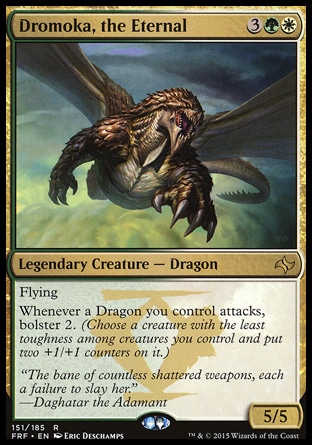 Dromoka, the Eternal 3
Legendary Creature — Dragon
Flying
Whenever a Dragon you control attacks,
bolster 2. (Choose a creature with the least
toughness among creatures you control and put
two +1/+1 counters on it.)
"The bane of countless shattered weapons, each
a failure to slay her."
—Daghatar the Adamant
151/185 R
FRF • EN Eric Deschamps
™ & © 2015 Wizards of the Coast
5/5